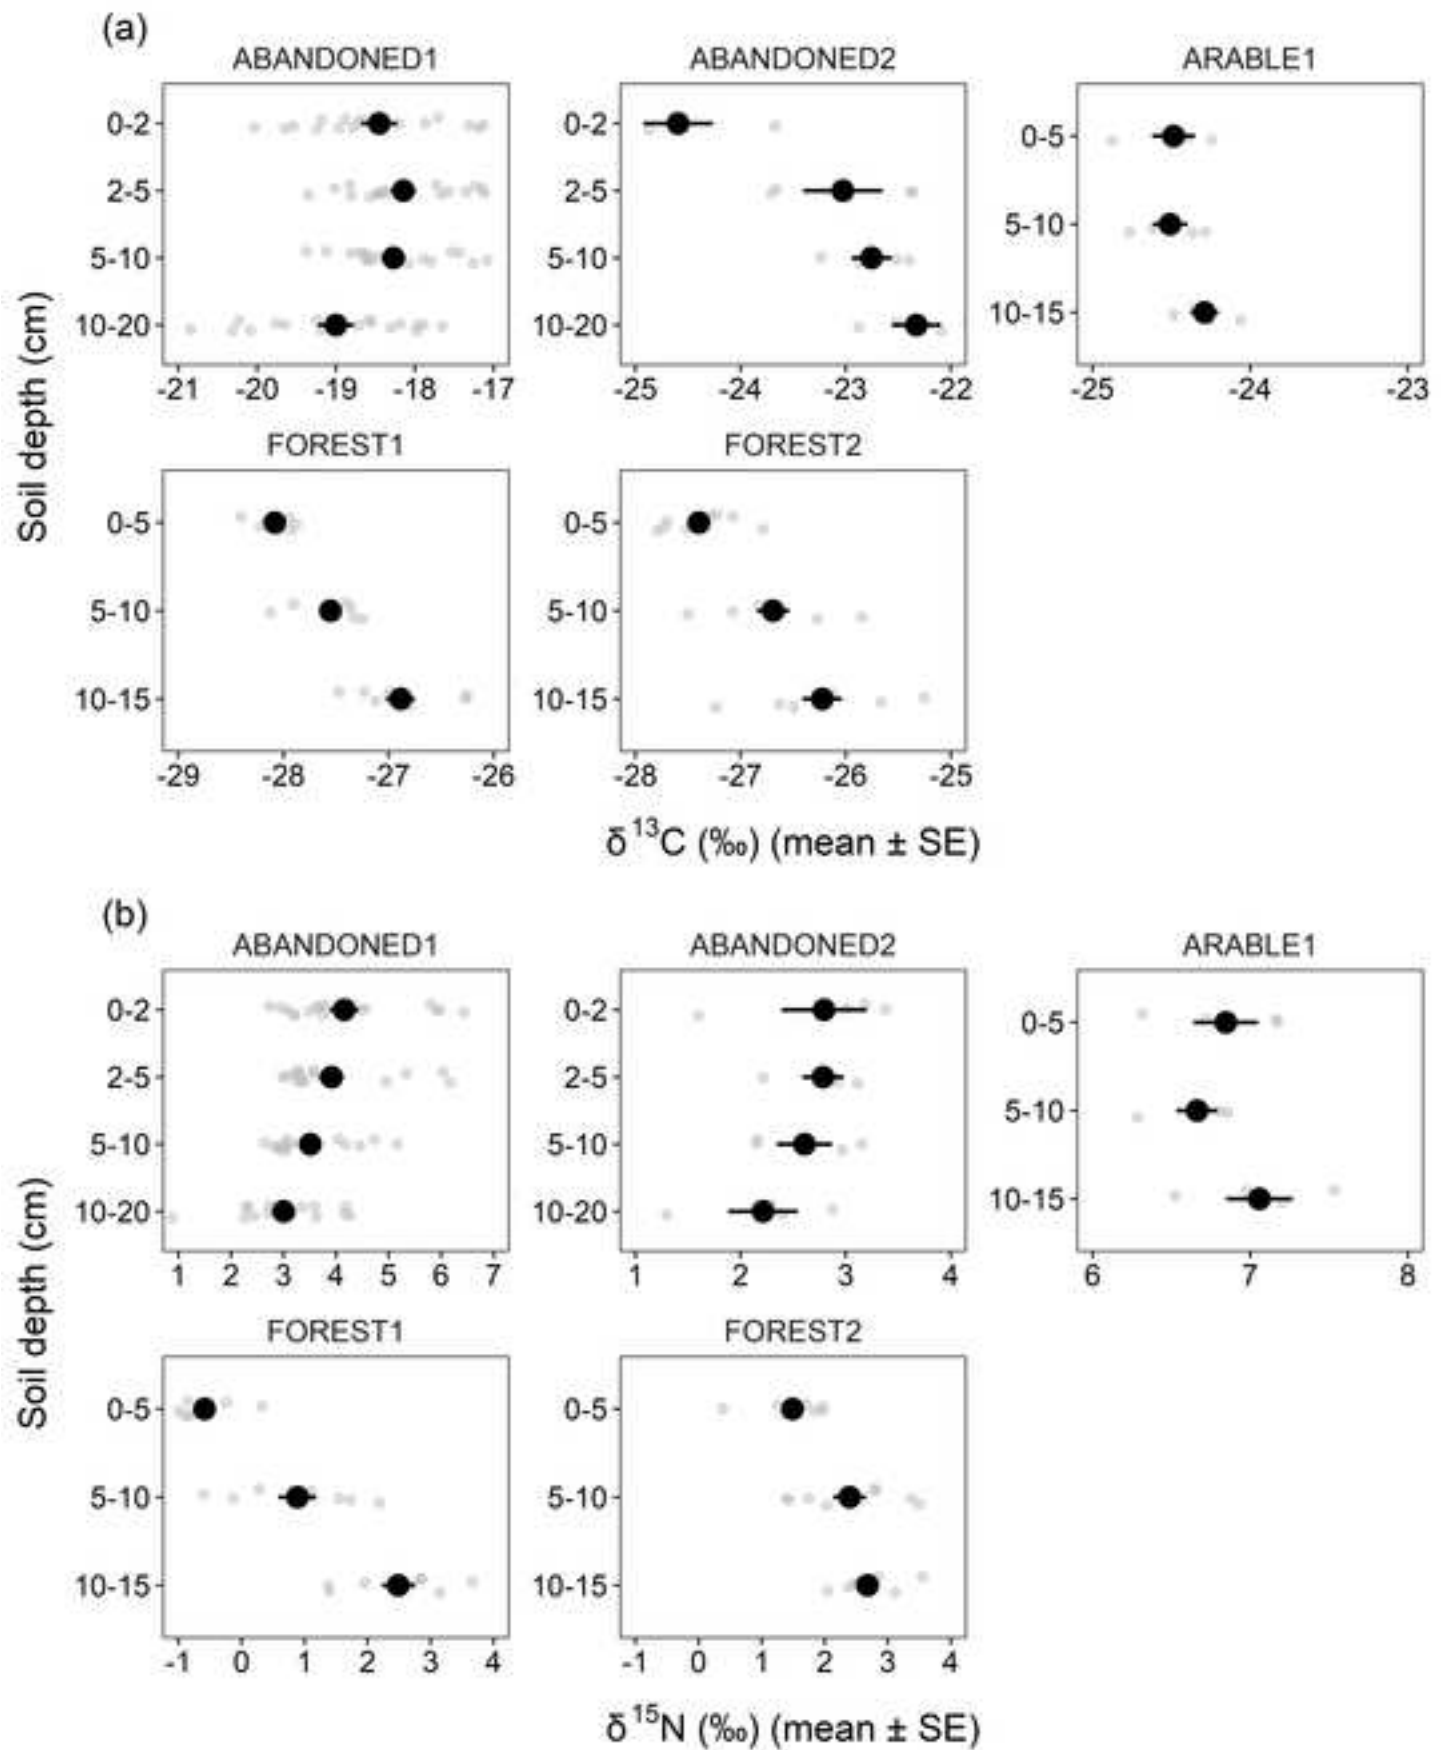 (a)
ABANDONED1 ABANDONED2 ARABLE1
0-2 0-2 0-5
2-5 2-5 5-10
5-10 5-10 10-15
10-20 10-20
-21 -20 -19 -18 -17 -25 -24 -23 -22 -25 -24 -23
FOREST1 FOREST2
0-5 0-5
5-10 5-10
10-15 10-15
-29 -28 -27 -26 -28 -27 -26 -25
Soil depth (cm)
δ¹³C (‰) (mean ± SE)
(b)
ABANDONED1 ABANDONED2 ARABLE1
0-2 0-2 0-5
2-5 2-5 5-10
5-10 5-10 10-15
10-20 10-20
1 2 3 4 5 6 7 1 2 3 4 6 7 8
FOREST1 FOREST2
0-5 0-5
5-10 5-10
10-15 10-15
-1 0 1 2 3 4 -1 0 1 2 3 4
Soil depth (cm)
δ¹⁵N (‰) (mean ± SE)